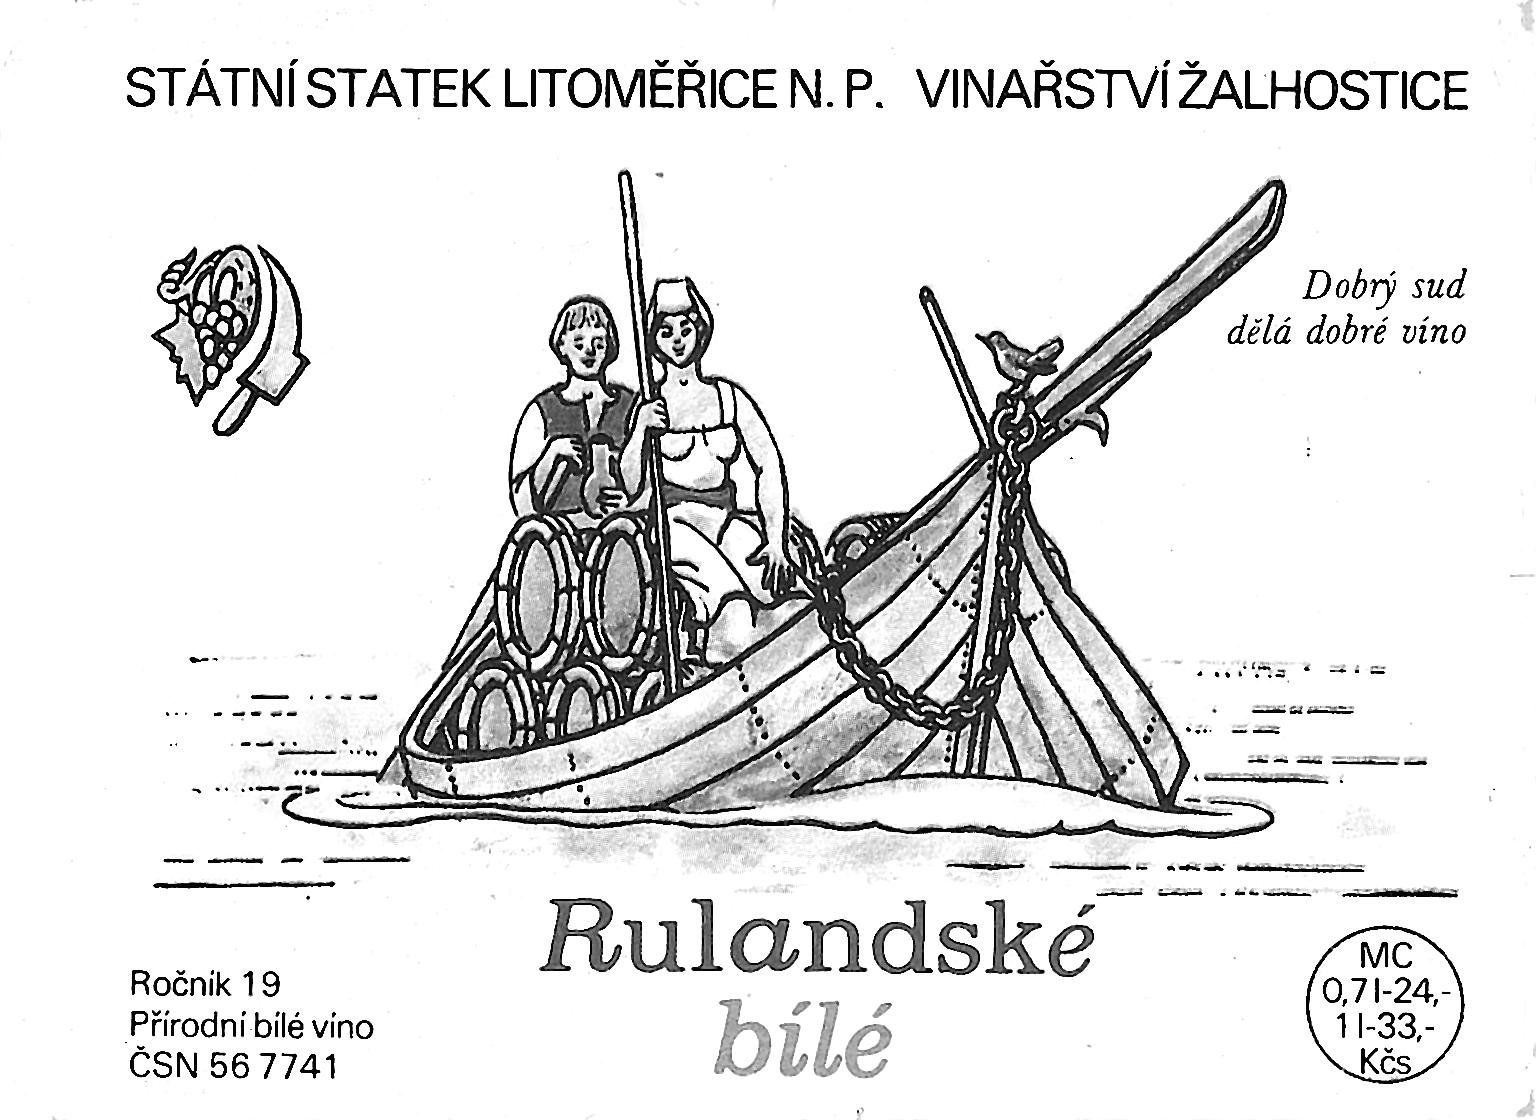 STÁTNÍ STATEK LITOMĚŘICE N. P. VINAŘSTVÍ ŽALHOSTICE
Dobrý sud
dělá dobré víno
Rulandské
bílé
Ročník 19
Přírodní bílé víno
ČSN 56 7741
MC
0,7 l-24,-
1 l-33,-
Kčs